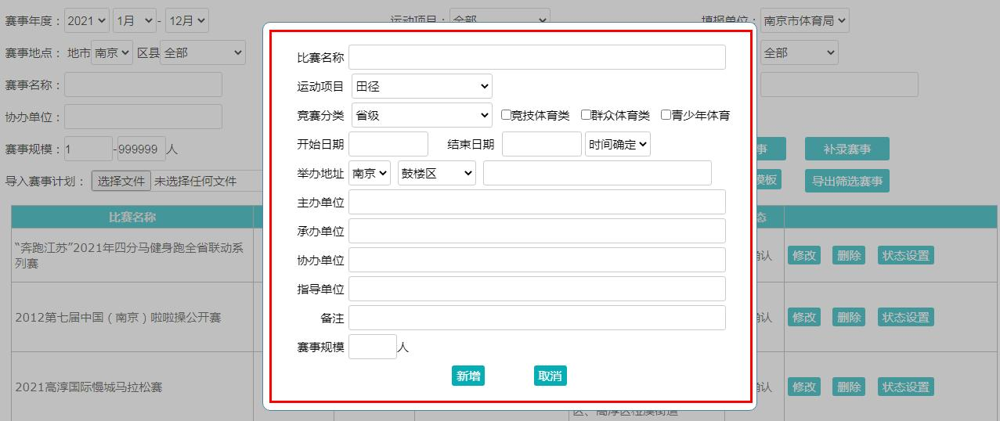 赛事年度：2021 1月 - 12月 运动项目：全部 填报单位：南京市体育局
赛事地点： 地市 南京 区县 全部 全部
赛事名称：
协办单位：
赛事规模：1 -999999 人 事 补录赛事
导入赛事计划： 选择文件 未选择任何文件 模板 导出筛选赛事
比赛名称 态
“奔跑江苏”2021年四分马健身跑全省联动系
列赛
确认 修改 删除 状态设置
2012第七届中国（南京）啦啦操公开赛 确认 修改 删除 状态设置
2021高淳国际慢城马拉松赛 确认 修改 删除 状态设置
区、高淳区桠溪街道
比赛名称
运动项目 田径
竞赛分类 省级 竞技体育类 群众体育类 青少年体育
开始日期 结束日期 时间确定
举办地址 南京 鼓楼区
主办单位
承办单位
协办单位
指导单位
备注
赛事规模 人
新增 取消